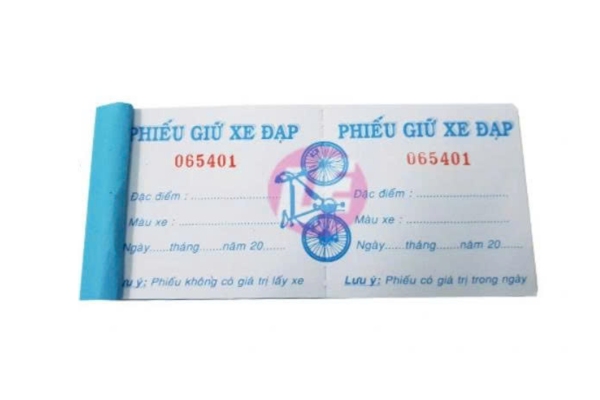 PHIẾU GIỮ XE ĐẠP
065401
Đặc điểm : ....................
Màu xe : ....................
Ngày.....tháng......năm 20......
Lưu ý; Phiếu không có giá trị lấy xe
PHIẾU GIỮ XE ĐẠP
065401
Đặc điểm : ....................
Màu xe : ....................
Ngày.....tháng......năm 20......
Lưu ý; Phiếu có giá trị trong ngày